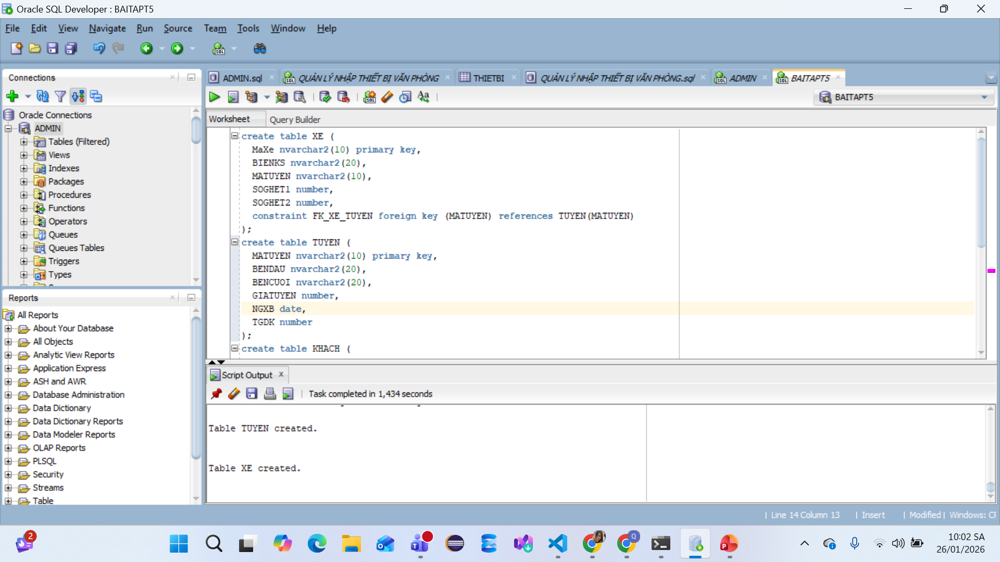 Oracle SQL Developer : BAITAPT5
File Edit View Navigate Run Source Team Tools Window Help
Connections
Oracle Connections
ADMIN
Tables (Filtered)
Views
Indexes
Packages
Procedures
Functions
Operators
Queues
Queues Tables
Triggers
Types
Reports
All Reports
About Your Database
All Objects
Analytic View Reports
Application Express
ASH and AWR
Database Administration
Data Dictionary
Data Dictionary Reports
Data Modeler Reports
OLAP Reports
PLSQL
Security
Streams
Table
ADMIN.sql QUẢN LÝ NHẬP THIẾT BỊ VĂN PHÒNG THIETBI QUẢN LÝ NHẬP THIẾT BỊ VĂN PHÒNG.sql ADMIN BAITAPT5
BAITAPT5
Worksheet Query Builder
create table XE (
MaXe nvarchar2(10) primary key,
BIENKS nvarchar2(20),
MATUYEN nvarchar2(10),
SOGHET1 number,
SOGHET2 number,
constraint FK_XE_TUYEN foreign key (MATUYEN) references TUYEN(MATUYEN)
);
create table TUYEN (
MATUYEN nvarchar2(10) primary key,
BENDAU nvarchar2(20),
BENCUOI nvarchar2(20),
GIATUYEN number,
NGXB date,
TGDK number
);
create table KHACH (
Script Output
Task completed in 1,434 seconds
Table TUYEN created.
Table XE created.
| Line 14 Column 13 | Insert | Modified | Windows: CF
2
10:02 SA
26/01/2026